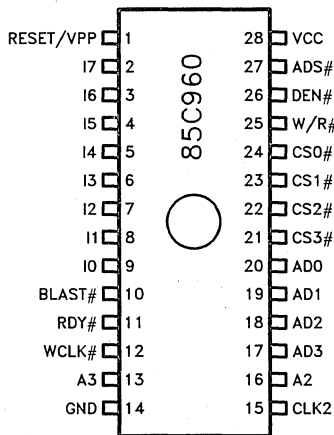 85C960
RESET/VPP 1 28 VCC
I7 2 27 ADS#
I6 3 26 DEN#
I5 4 25 W/R#
I4 5 24 CS0#
I3 6 23 CS1#
I2 7 22 CS2#
I1 8 21 CS3#
I0 9 20 AD0
BLAST# 10 19 AD1
RDY# 11 18 AD2
WCLK# 12 17 AD3
A3 13 16 A2
GND 14 15 CLK2